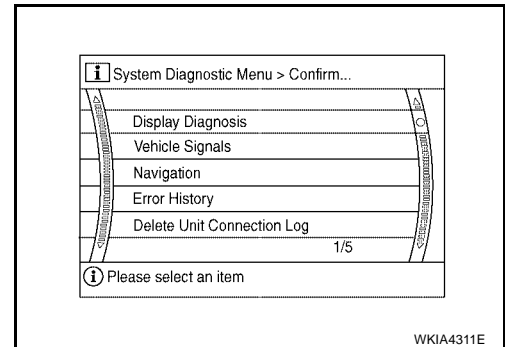 i System Diagnostic Menu > Confirm...
Display Diagnosis
Vehicle Signals
Navigation
Error History
Delete Unit Connection Log
1/5
i Please select an item
WKIA4311E